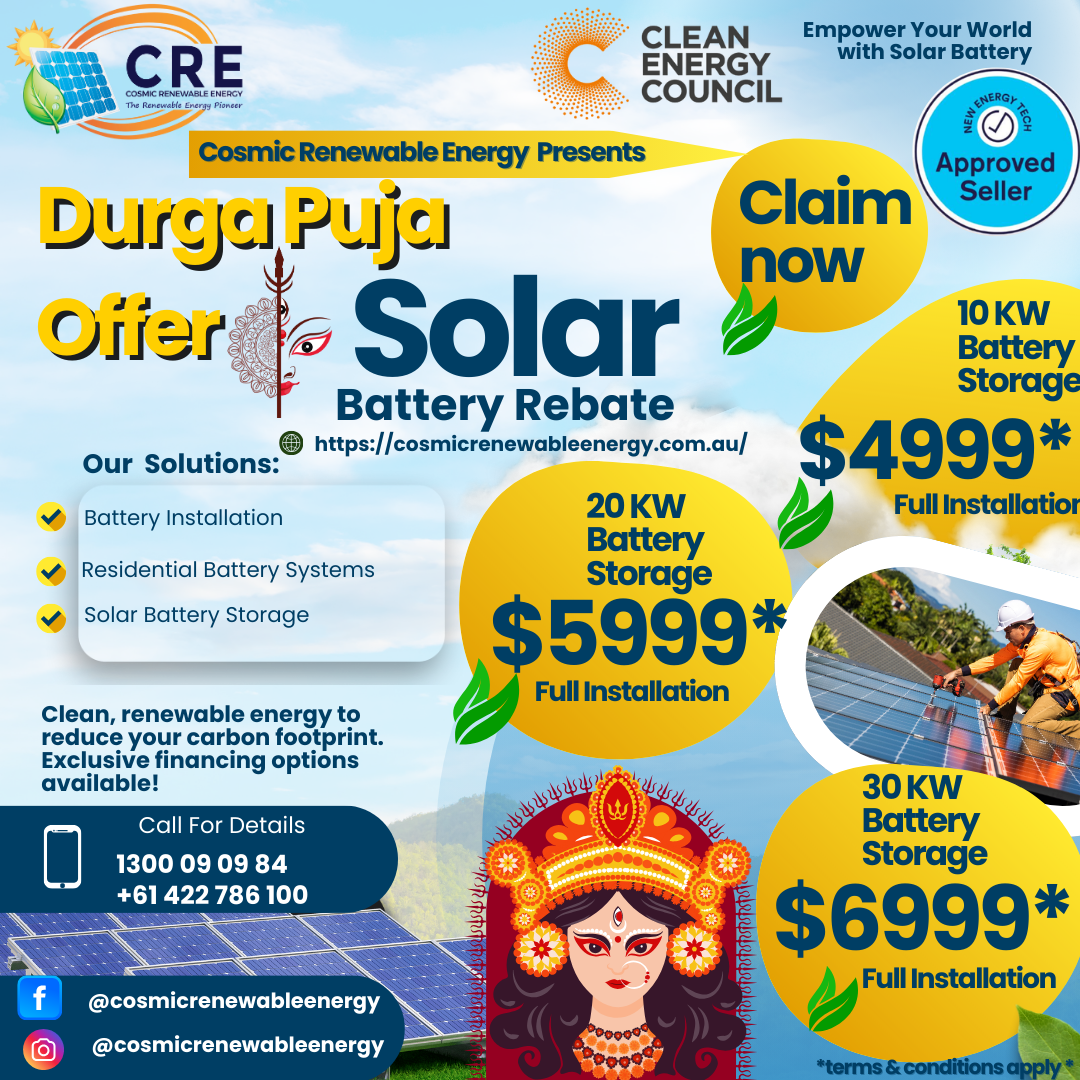 CRE
COSMIC RENEWABLE ENERGY
The Renewable Energy Pioneer
CLEAN
ENERGY
COUNCIL
Empower Your World
with Solar Battery
NEW ENERGY TECH
Approved
Seller
Cosmic Renewable Energy Presents
Durga Puja
Offer
Claim
now
Solar
Battery Rebate
https://cosmicrenewableenergy.com.au/
10 KW
Battery
Storage
$4999*
Full Installation
Our Solutions:
Battery Installation
Residential Battery Systems
Solar Battery Storage
20 KW
Battery
Storage
$5999*
Full Installation
Clean, renewable energy to
reduce your carbon footprint.
Exclusive financing options
available!
Call For Details
1300 09 09 84
+61 422 786 100
30 KW
Battery
Storage
$6999*
Full Installation
@cosmicrenewableenergy
@cosmicrenewableenergy
*terms & conditions apply *